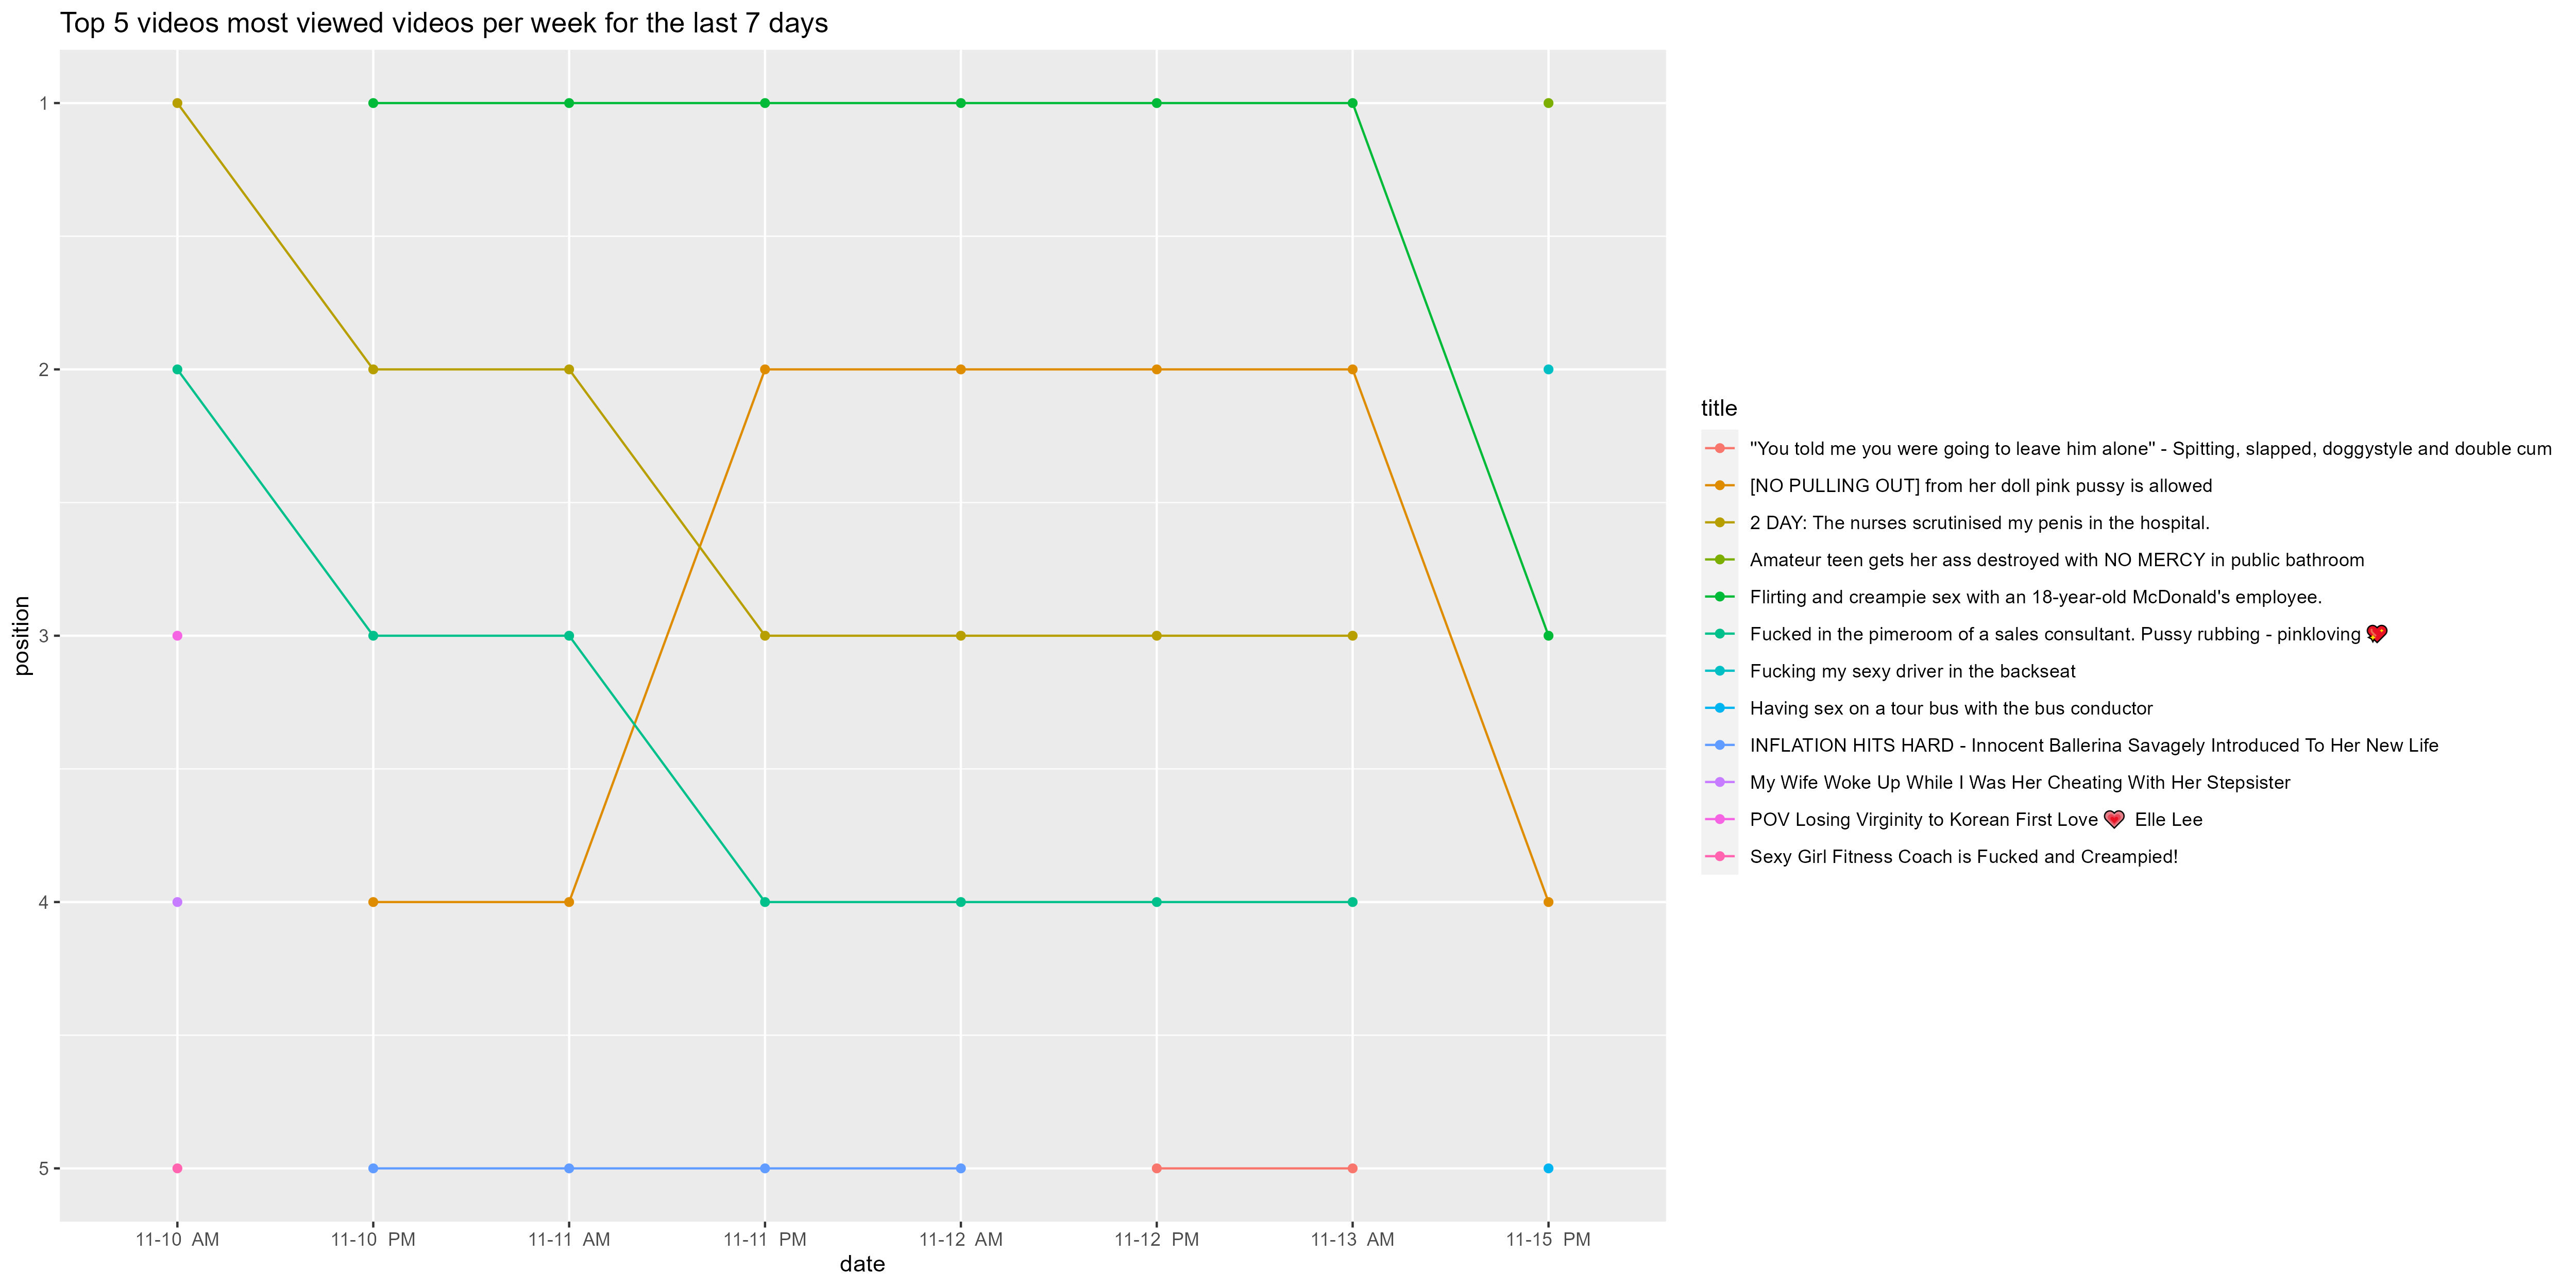 Top 5 videos most viewed videos per week for the last 7 days
1
2
3
4
5
position
11-10 AM
11-10 PM
11-11 AM
11-11 PM
11-12 AM
11-12 PM
11-13 AM
11-15 PM
date
title
"You told me you were going to leave him alone" - Spitting, slapped, doggystyle and double cum
[NO PULLING OUT] from her doll pink pussy is allowed
2 DAY: The nurses scrutinised my penis in the hospital.
Amateur teen gets her ass destroyed with NO MERCY in public bathroom
Flirting and creampie sex with an 18-year-old McDonald's employee.
Fucked in the pimeroom of a sales consultant. Pussy rubbing - pinkloving 💖
Fucking my sexy driver in the backseat
Having sex on a tour bus with the bus conductor
INFLATION HITS HARD - Innocent Ballerina Savagely Introduced To Her New Life
My Wife Woke Up While I Was Her Cheating With Her Stepsister
POV Losing Virginity to Korean First Love 💗 Elle Lee
Sexy Girl Fitness Coach is Fucked and Creampied!